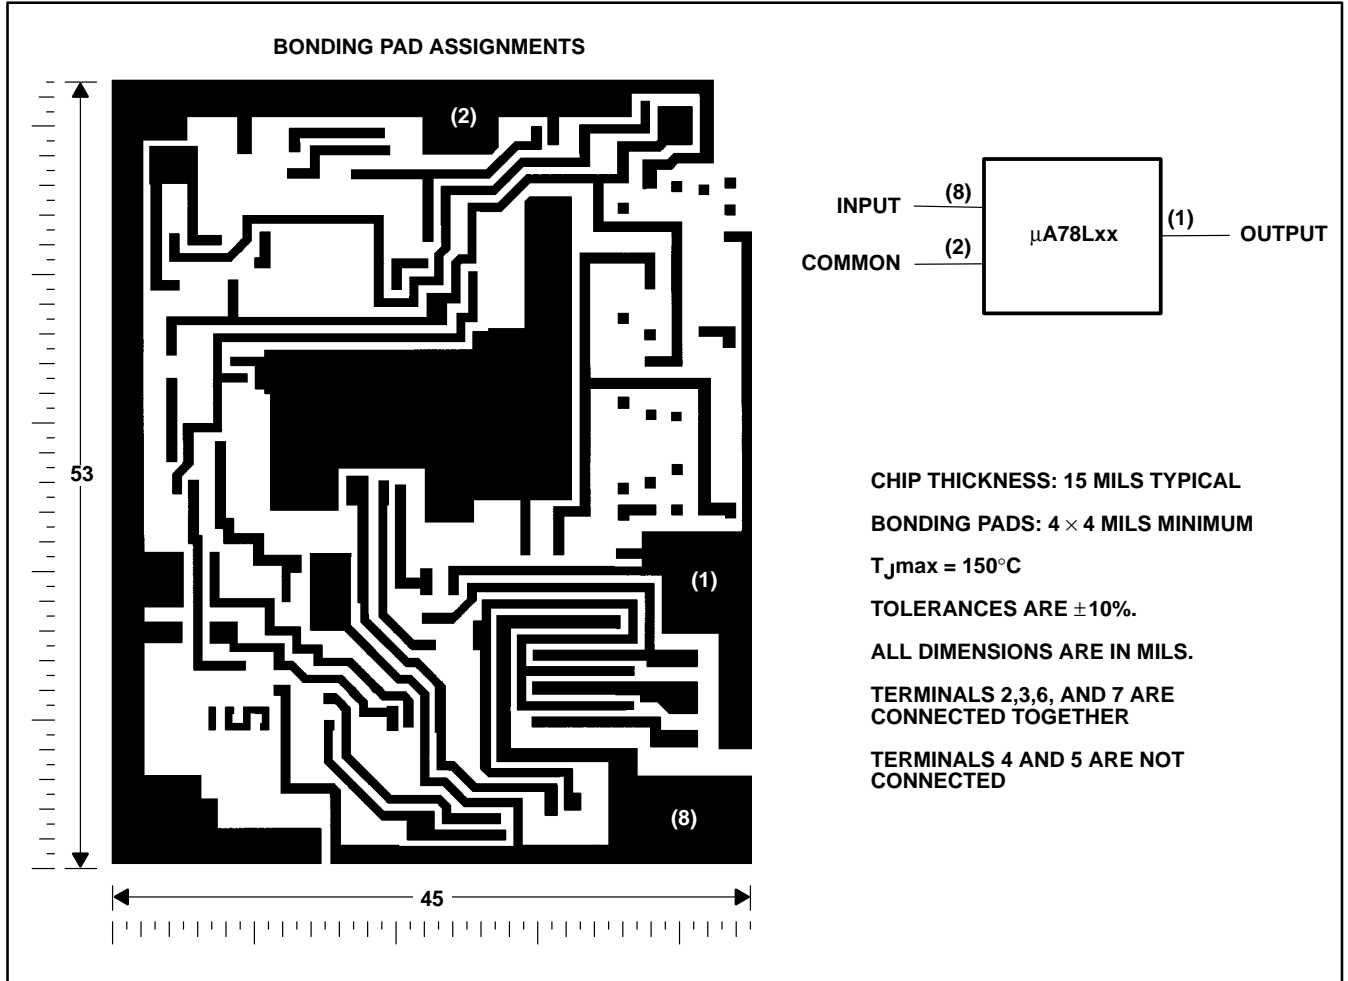 BONDING PAD ASSIGNMENTS
(2)
53
(1)
(8)
45
INPUT
(8)
COMMON
(2)
μA78Lxx
(1)
OUTPUT
CHIP THICKNESS: 15 MILS TYPICAL
BONDING PADS: 4 × 4 MILS MINIMUM
TJmax = 150°C
TOLERANCES ARE ±10%.
ALL DIMENSIONS ARE IN MILS.
TERMINALS 2,3,6, AND 7 ARE
CONNECTED TOGETHER
TERMINALS 4 AND 5 ARE NOT
CONNECTED